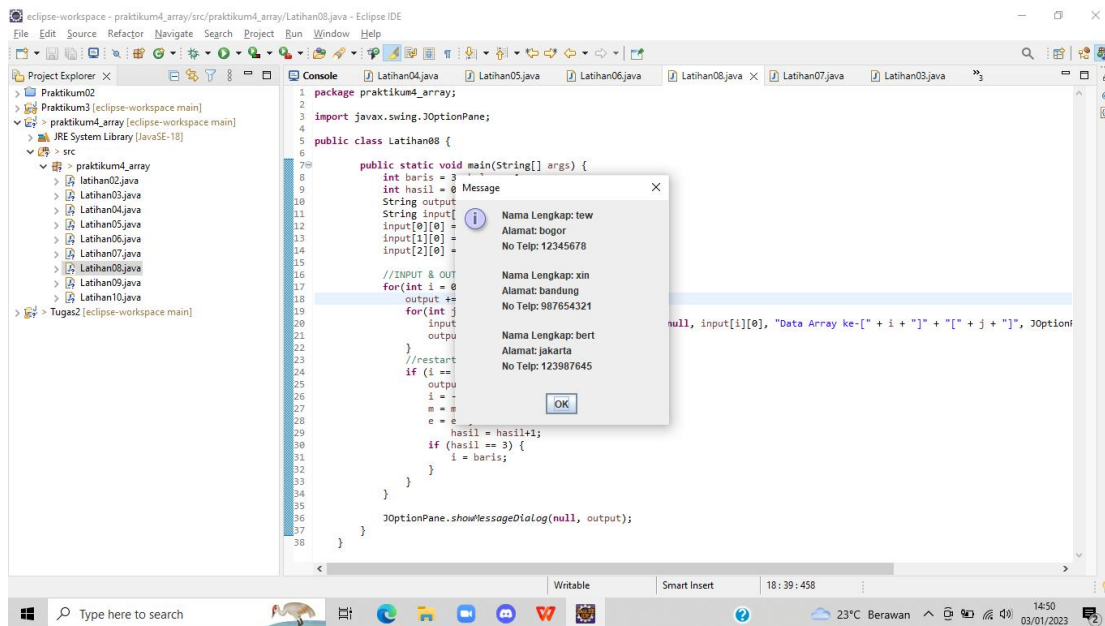 eclipse-workspace - praktikum4_array/src/praktikum4_array/Latihan08.java - Eclipse IDE
File Edit Source Refactor Navigate Search Project Run Window Help
Project Explorer
Console Latihan04.java Latihan05.java Latihan06.java Latihan08.java Latihan07.java Latihan03.java »3
Praktikum02
Praktikum3 [eclipse-workspace main]
> praktikum4_array [eclipse-workspace main]
JRE System Library [JavaSE-18]
> src
> praktikum4_array
latihan02.java
Latihan03.java
Latihan04.java
Latihan05.java
Latihan06.java
Latihan07.java
Latihan08.java
Latihan09.java
Latihan10.java
> Tugas2 [eclipse-workspace main]
1 package praktikum4_array;
2
3 import javax.swing.JOptionPane;
4
5 public class Latihan08 {
6
7 public static void main(String[] args) {
8 int baris = 3
9 int hasil = 0
10 String output
11 String input[
12 input[0][0] =
13 input[1][0] =
14 input[2][0] =
15
16 //INPUT & OUT
17 for(int i = 0
18 output +=
19 for(int j
20 input null, input[i][0], "Data Array ke-[" + i + "]" + "[" + j + "]", JOption
21 outpu
22 }
23 //restart
24 if (i ==
25 outpu
26 i = -
27 m = m
28 e = e
29 hasil = hasil+1;
30 if (hasil == 3) {
31 i = baris;
32 }
33 }
34 }
35
36 JOptionPane.showMessageDialog(null, output);
37 }
38 }
Message
Nama Lengkap: tew
Alamat: bogor
No Telp: 12345678
Nama Lengkap: xin
Alamat: bandung
No Telp: 987654321
Nama Lengkap: bert
Alamat: jakarta
No Telp: 123987645
OK
Writable Smart Insert 18 : 39 : 458
Type here to search
23°C Berawan
14:50
03/01/2023
2